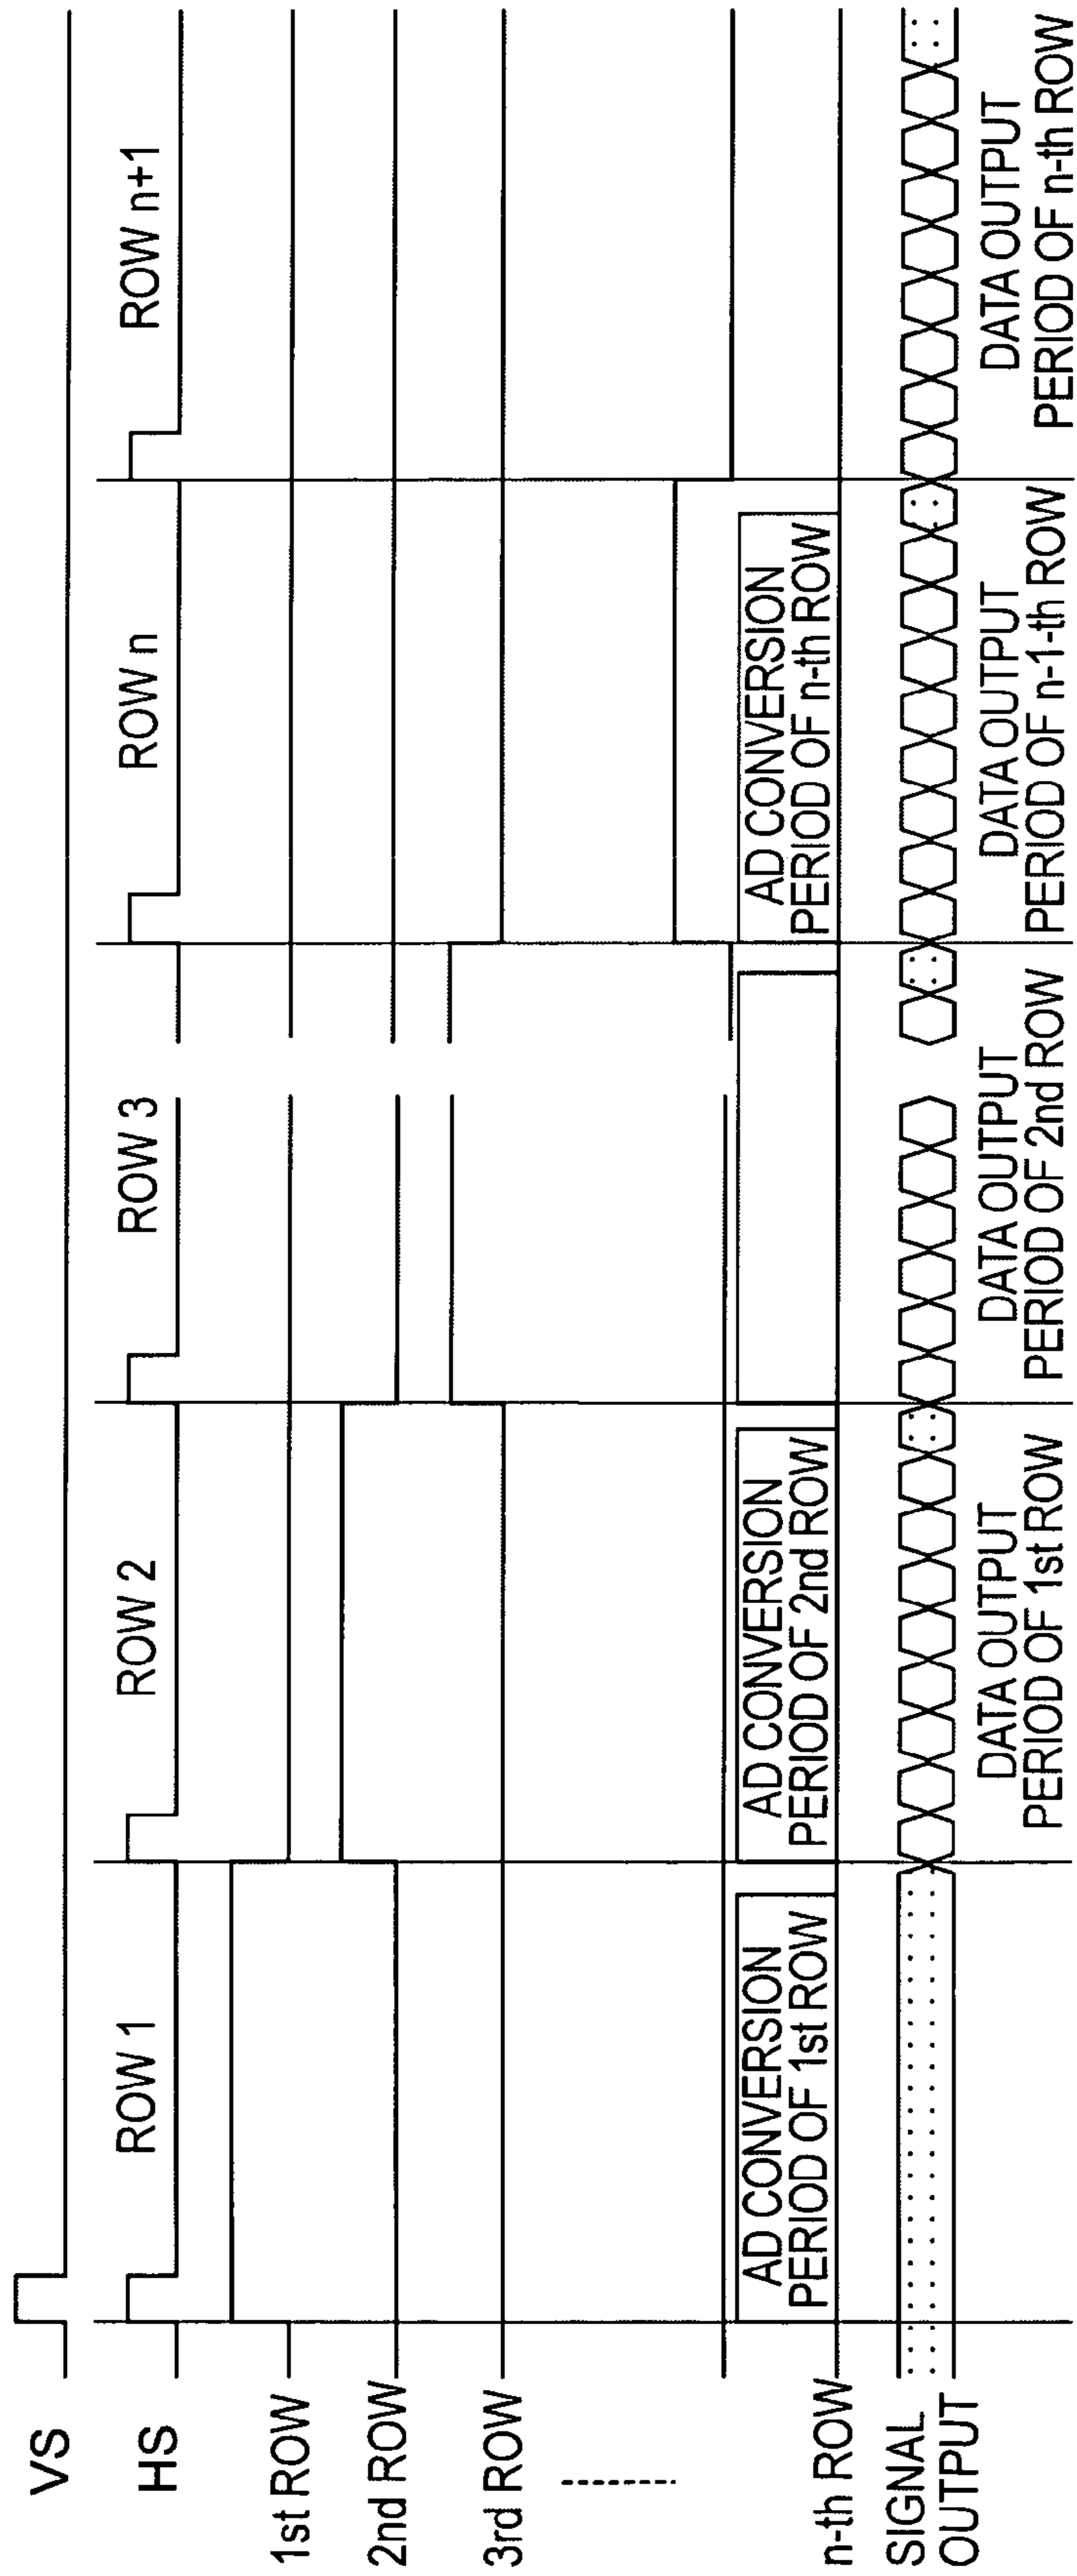 VS
HS
ROW 1
ROW 2
ROW 3
ROW n
ROW n+1
1st ROW
2nd ROW
3rd ROW
n-th ROW
AD CONVERSION
PERIOD OF 1st ROW
AD CONVERSION
PERIOD OF 2nd ROW
AD CONVERSION
PERIOD OF n-th ROW
SIGNAL
OUTPUT
DATA OUTPUT
PERIOD OF 1st ROW
DATA OUTPUT
PERIOD OF 2nd ROW
DATA OUTPUT
PERIOD OF n-1-th ROW
DATA OUTPUT
PERIOD OF n-th ROW